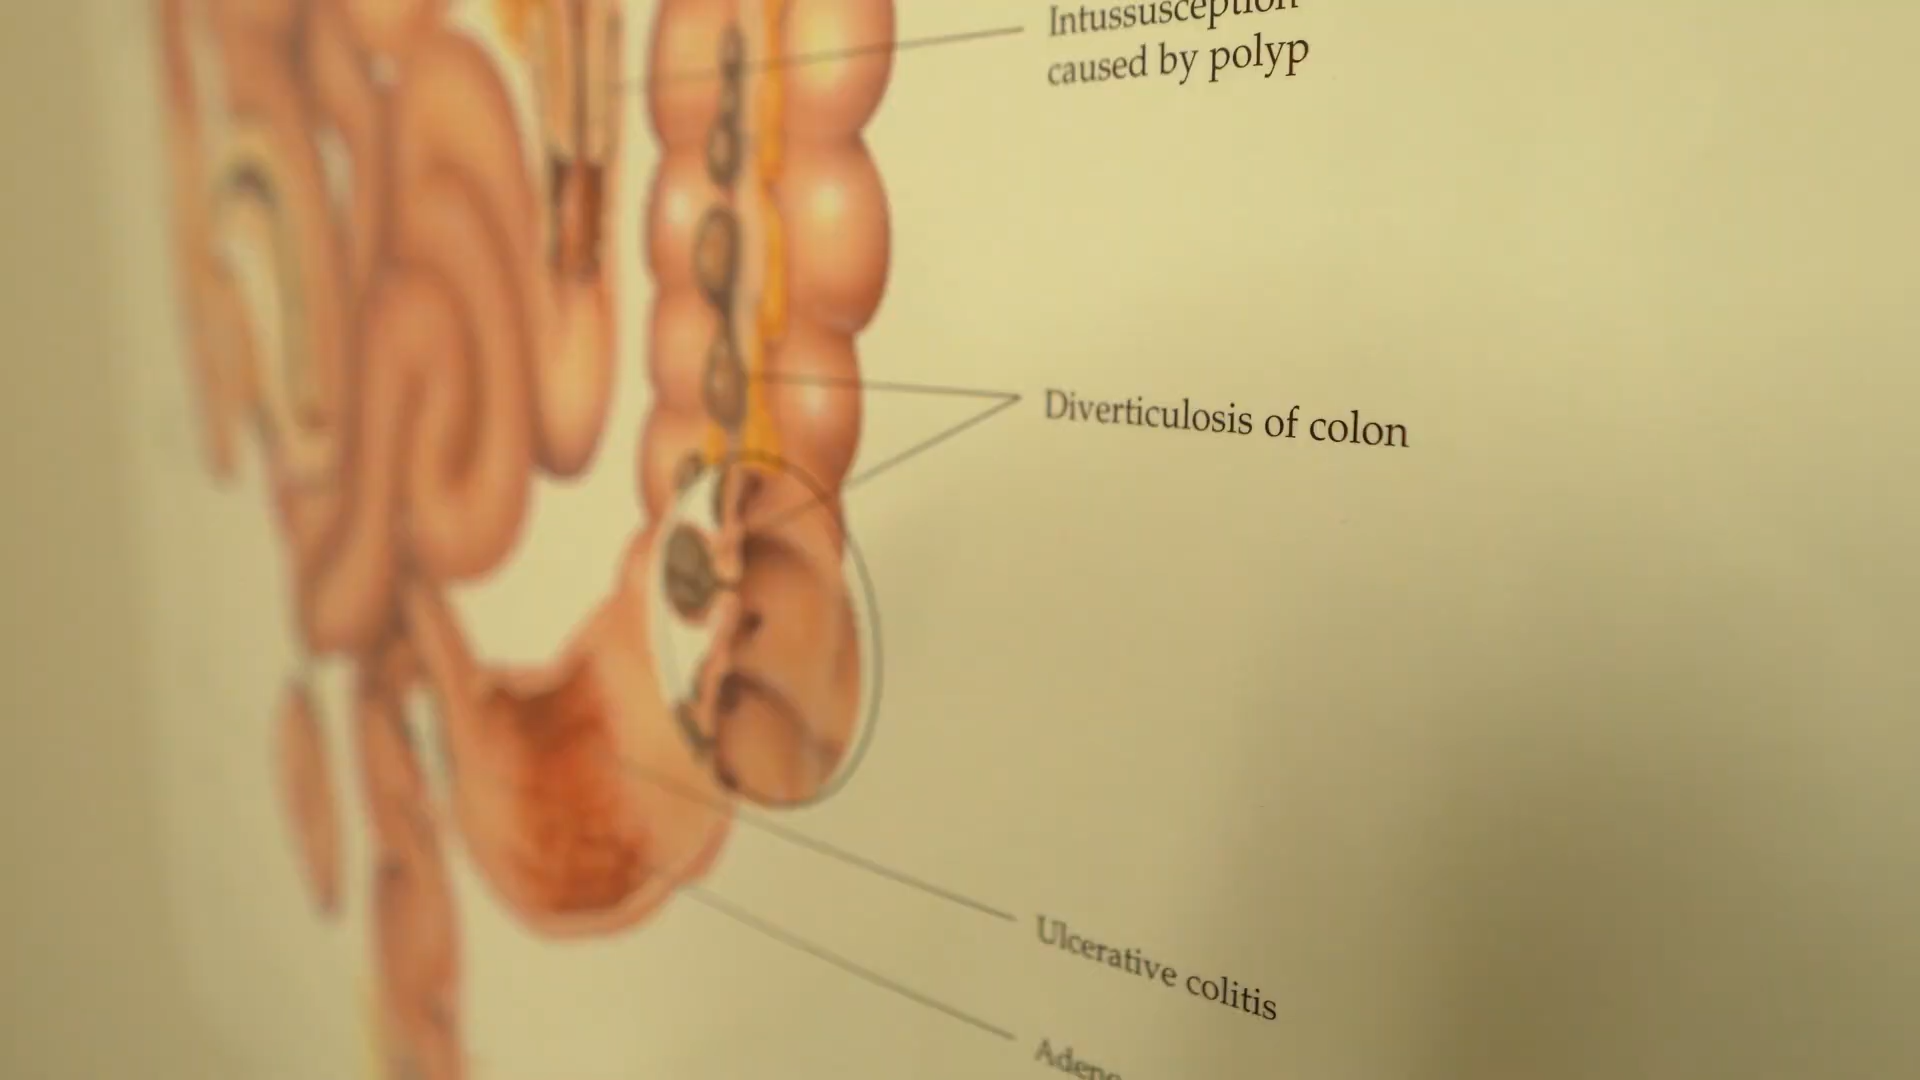 Intussusception
caused by polyp
Diverticulosis of colon
Ulcerative colitis